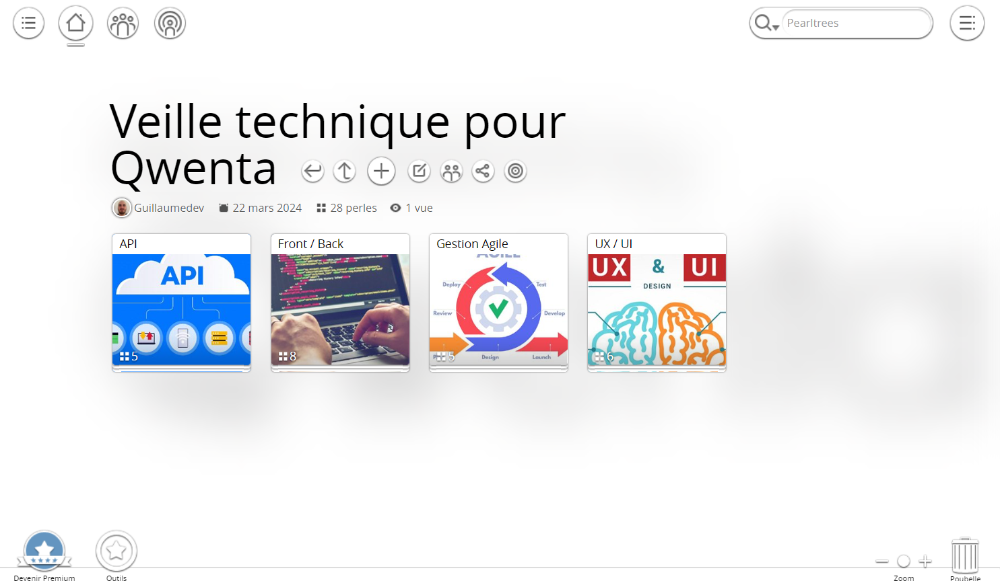 Pearltrees
Veille technique pour
Qwenta
Guillaumedev 22 mars 2024 28 perles 1 vue
API
Front / Back
Gestion Agile
UX / UI
API
5
8
AGILE
Deploy
Test
Review
Develop
Design
Launch
5
UX & UI
DESIGN
6
Devenir Premium
Outils
Zoom
Poubelle